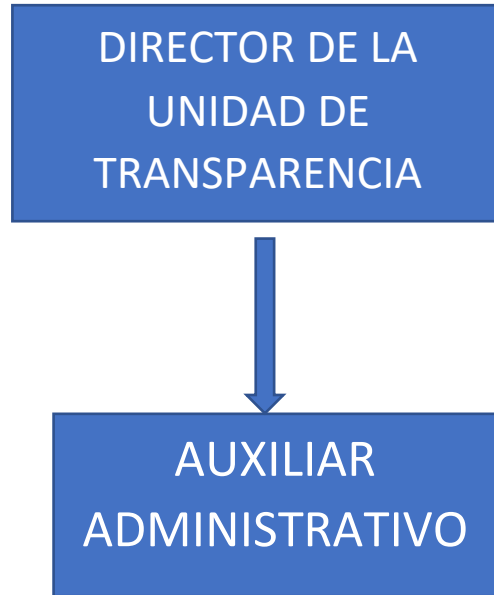 DIRECTOR DE LA
UNIDAD DE
TRANSPARENCIA
AUXILIAR
ADMINISTRATIVO